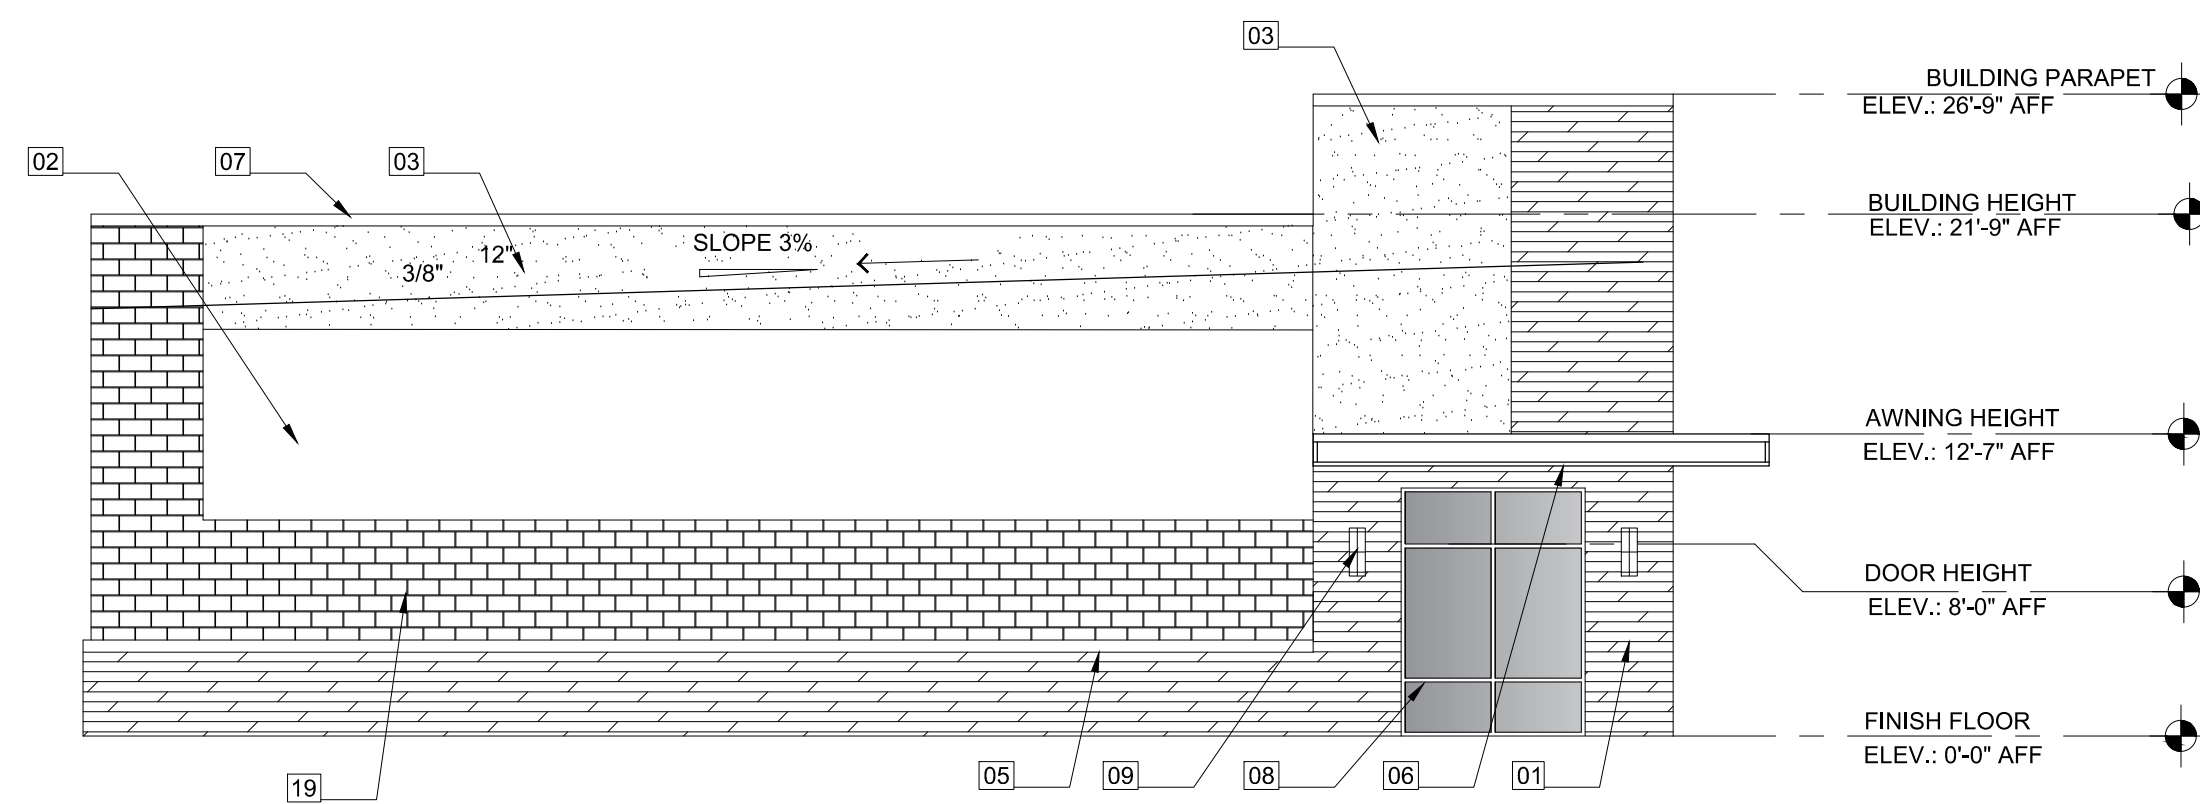 03
BUILDING PARAPET
ELEV.: 26'-9" AFF
02
07
03
BUILDING HEIGHT
ELEV.: 21'-9" AFF
SLOPE 3%
12"
3/8"
AWNING HEIGHT
ELEV.: 12'-7" AFF
DOOR HEIGHT
ELEV.: 8'-0" AFF
FINISH FLOOR
ELEV.: 0'-0" AFF
19
05
09
08
06
01